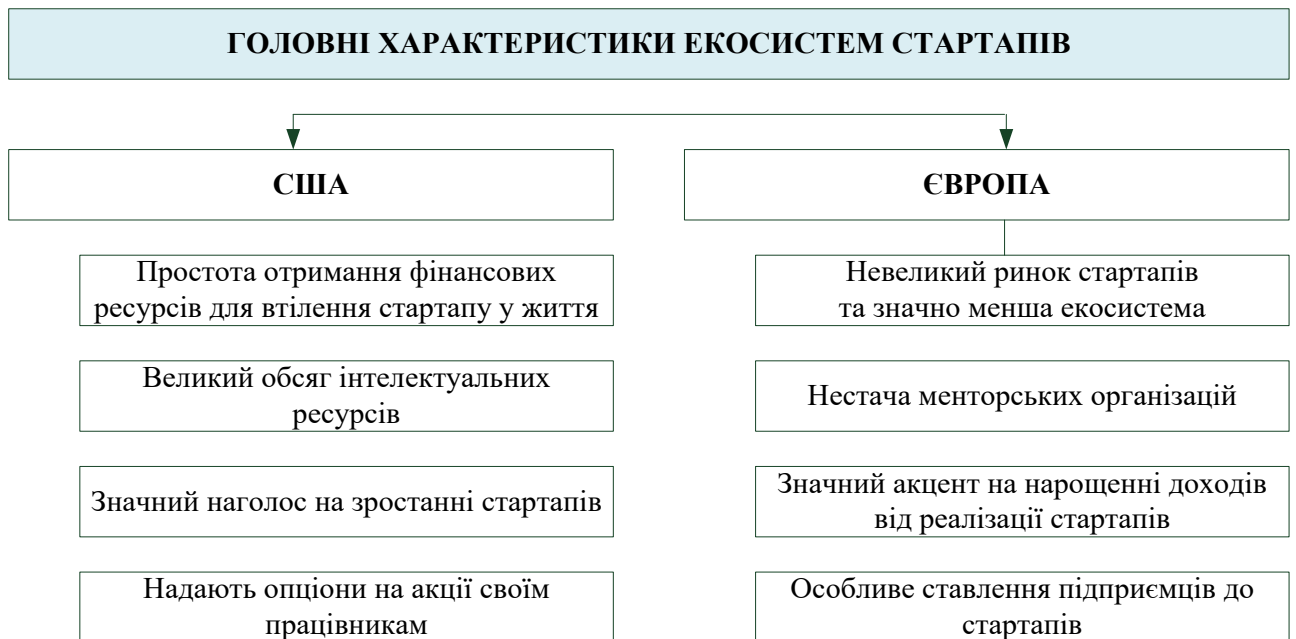 ГОЛОВНІ ХАРАКТЕРИСТИКИ ЕКОСИСТЕМ СТАРТАПІВ
США
Простота отримання фінансових
ресурсів для втілення стартапу у життя
Великий обсяг інтелектуальних
ресурсів
Значний наголос на зростанні стартапів
Надають опціони на акції своїм
працівникам
ЄВРОПА
Невеликий ринок стартапів
та значно менша екосистема
Нестача менторських організацій
Значний акцент на нарощенні доходів
від реалізації стартапів
Особливе ставлення підприємців до
стартапів